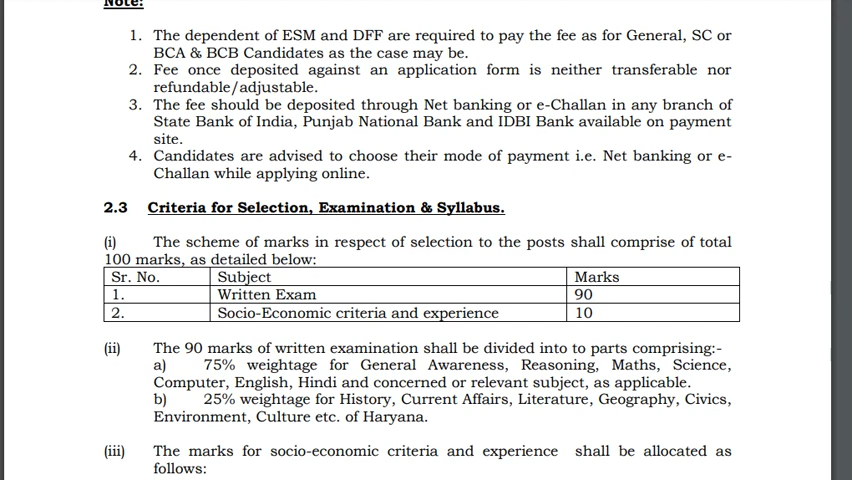 Note:
1. The dependent of ESM and DFF are required to pay the fee as for General, SC or
BCA & BCB Candidates as the case may be.
2. Fee once deposited against an application form is neither transferable nor
refundable/adjustable.
3. The fee should be deposited through Net banking or e-Challan in any branch of
State Bank of India, Punjab National Bank and IDBI Bank available on payment
site.
4. Candidates are advised to choose their mode of payment i.e. Net banking or e-
Challan while applying online.
2.3 Criteria for Selection, Examination & Syllabus.
(i) The scheme of marks in respect of selection to the posts shall comprise of total
100 marks, as detailed below:
Sr. No. Subject Marks
1. Written Exam 90
2. Socio-Economic criteria and experience 10
(ii) The 90 marks of written examination shall be divided into to parts comprising:-
a) 75% weightage for General Awareness, Reasoning, Maths, Science,
Computer, English, Hindi and concerned or relevant subject, as applicable.
b) 25% weightage for History, Current Affairs, Literature, Geography, Civics,
Environment, Culture etc. of Haryana.
(iii) The marks for socio-economic criteria and experience shall be allocated as
follows: